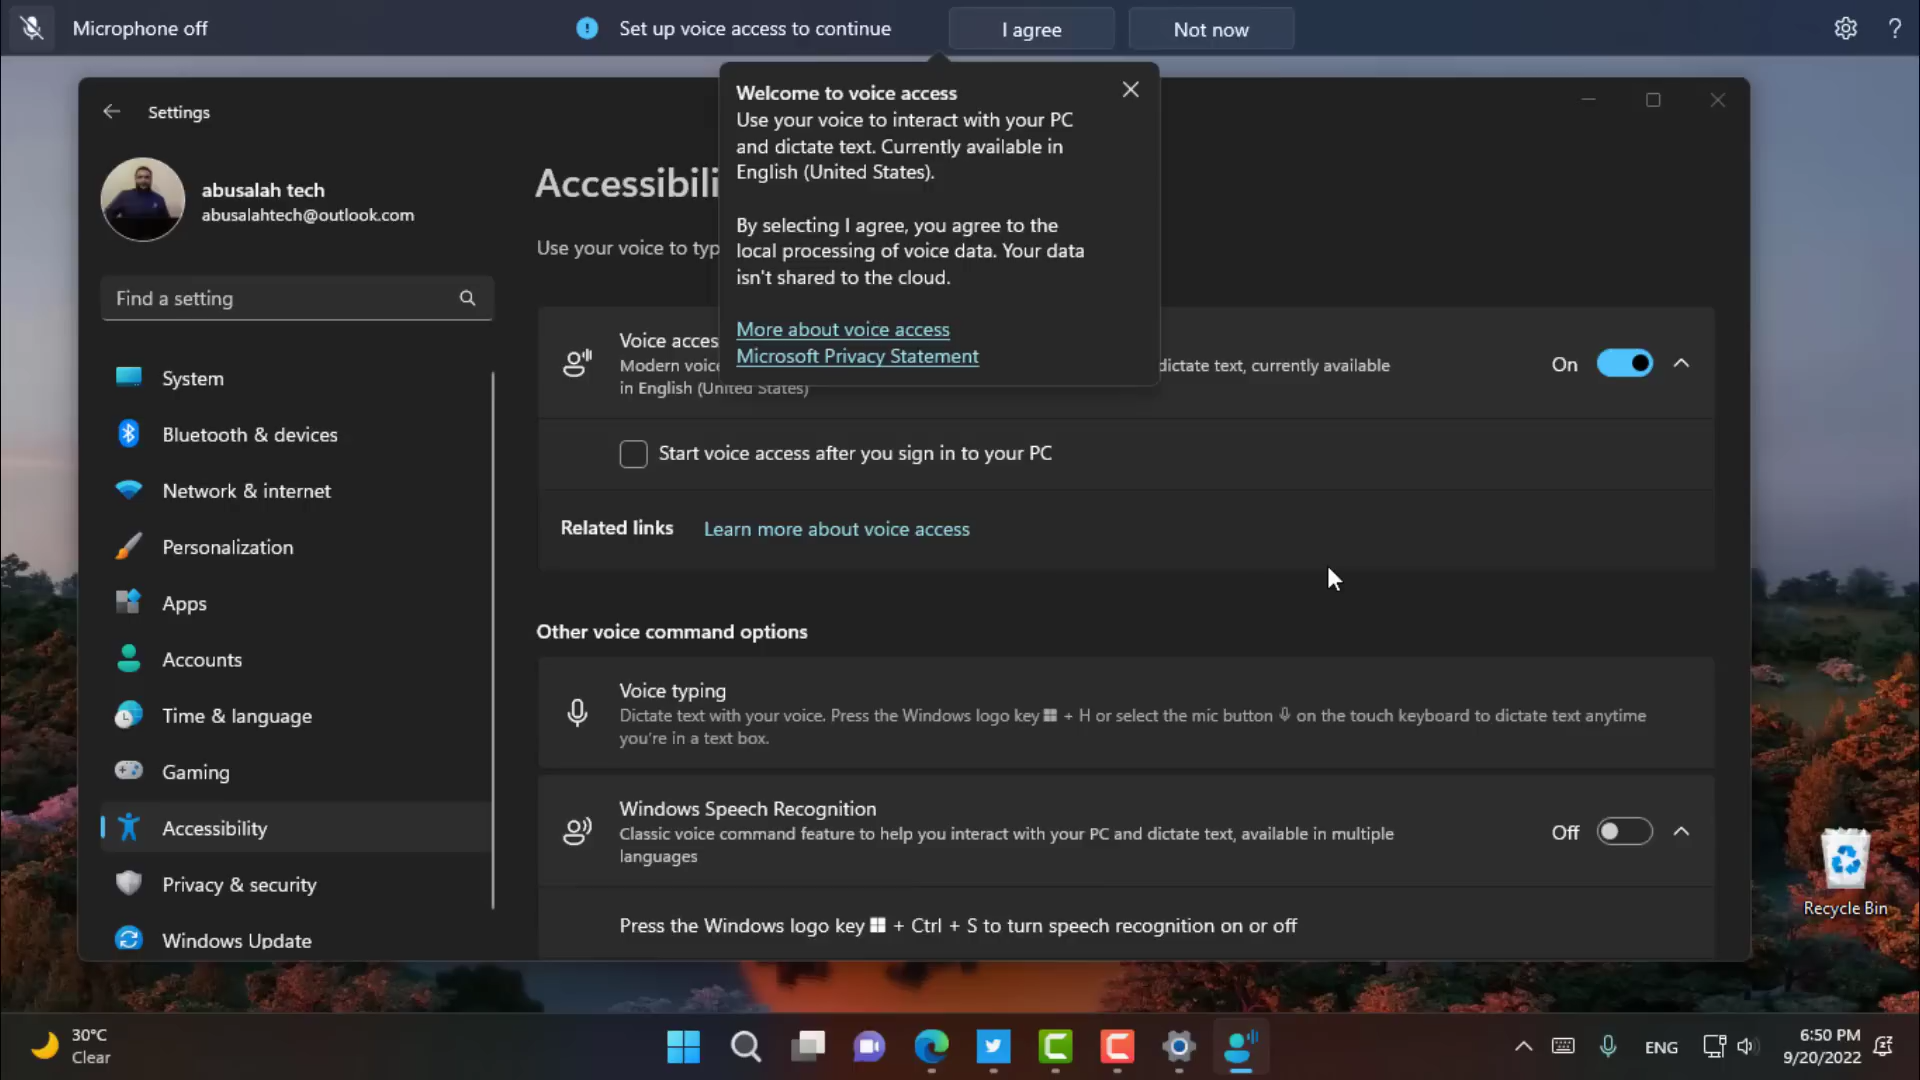 Microphone off
Set up voice access to continue
I agree
Not now
Welcome to voice access
Use your voice to interact with your PC
and dictate text. Currently available in
English (United States).
By selecting I agree, you agree to the
local processing of voice data. Your data
isn't shared to the cloud.
More about voice access
Microsoft Privacy Statement
Settings
abusalah tech
abusalahtech@outlook.com
Find a setting
System
Bluetooth & devices
Network & internet
Personalization
Apps
Accounts
Time & language
Gaming
Accessibility
Privacy & security
Windows Update
Accessibili
Use your voice to typ
Voice acces
Modern voice dictate text, currently available
in English (United States)
On
Start voice access after you sign in to your PC
Related links Learn more about voice access
Other voice command options
Voice typing
Dictate text with your voice. Press the Windows logo key + H or select the mic button on the touch keyboard to dictate text anytime
you're in a text box.
Windows Speech Recognition
Classic voice command feature to help you interact with your PC and dictate text, available in multiple
languages
Off
Press the Windows logo key + Ctrl + S to turn speech recognition on or off
Recycle Bin
30°C
Clear
ENG
6:50 PM
9/20/2022